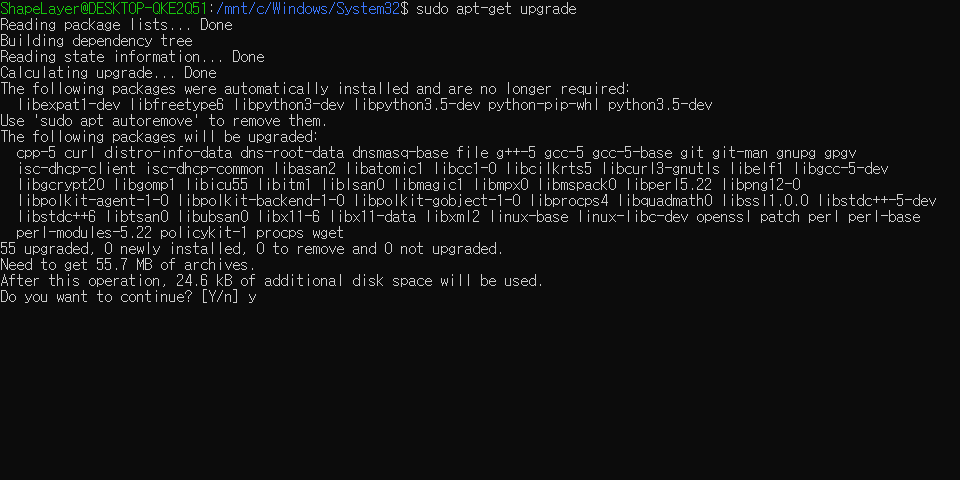 ShapeLayer@DESKTOP-QKE2Q51:/mnt/c/Windows/System32$ sudo apt-get upgrade
Reading package lists... Done
Building dependency tree
Reading state information... Done
Calculating upgrade... Done
The following packages were automatically installed and are no longer required:
  libexpat1-dev libfreetype6 libpython3-dev libpython3.5-dev python-pip-whl python3.5-dev
Use 'sudo apt autoremove' to remove them.
The following packages will be upgraded:
  cpp-5 curl distro-info-data dns-root-data dnsmasq-base file g++-5 gcc-5 gcc-5-base git git-man gnupg gpgv
  isc-dhcp-client isc-dhcp-common libasan2 libatomic1 libcc1-0 libcilkrts5 libcurl3-gnutls libelf1 libgcc-5-dev
  libgcrypt20 libgomp1 libicu55 libitm1 liblsan0 libmagic1 libmpx0 libmspack0 libperl5.22 libpng12-0
  libpolkit-agent-1-0 libpolkit-backend-1-0 libpolkit-gobject-1-0 libprocps4 libquadmath0 libssl1.0.0 libstdc++-5-dev
  libstdc++6 libtsan0 libubsan0 libx11-6 libx11-data libxml2 linux-base linux-libc-dev openssl patch perl perl-base
  perl-modules-5.22 policykit-1 procps wget
55 upgraded, 0 newly installed, 0 to remove and 0 not upgraded.
Need to get 55.7 MB of archives.
After this operation, 24.6 kB of additional disk space will be used.
Do you want to continue? [Y/n] y